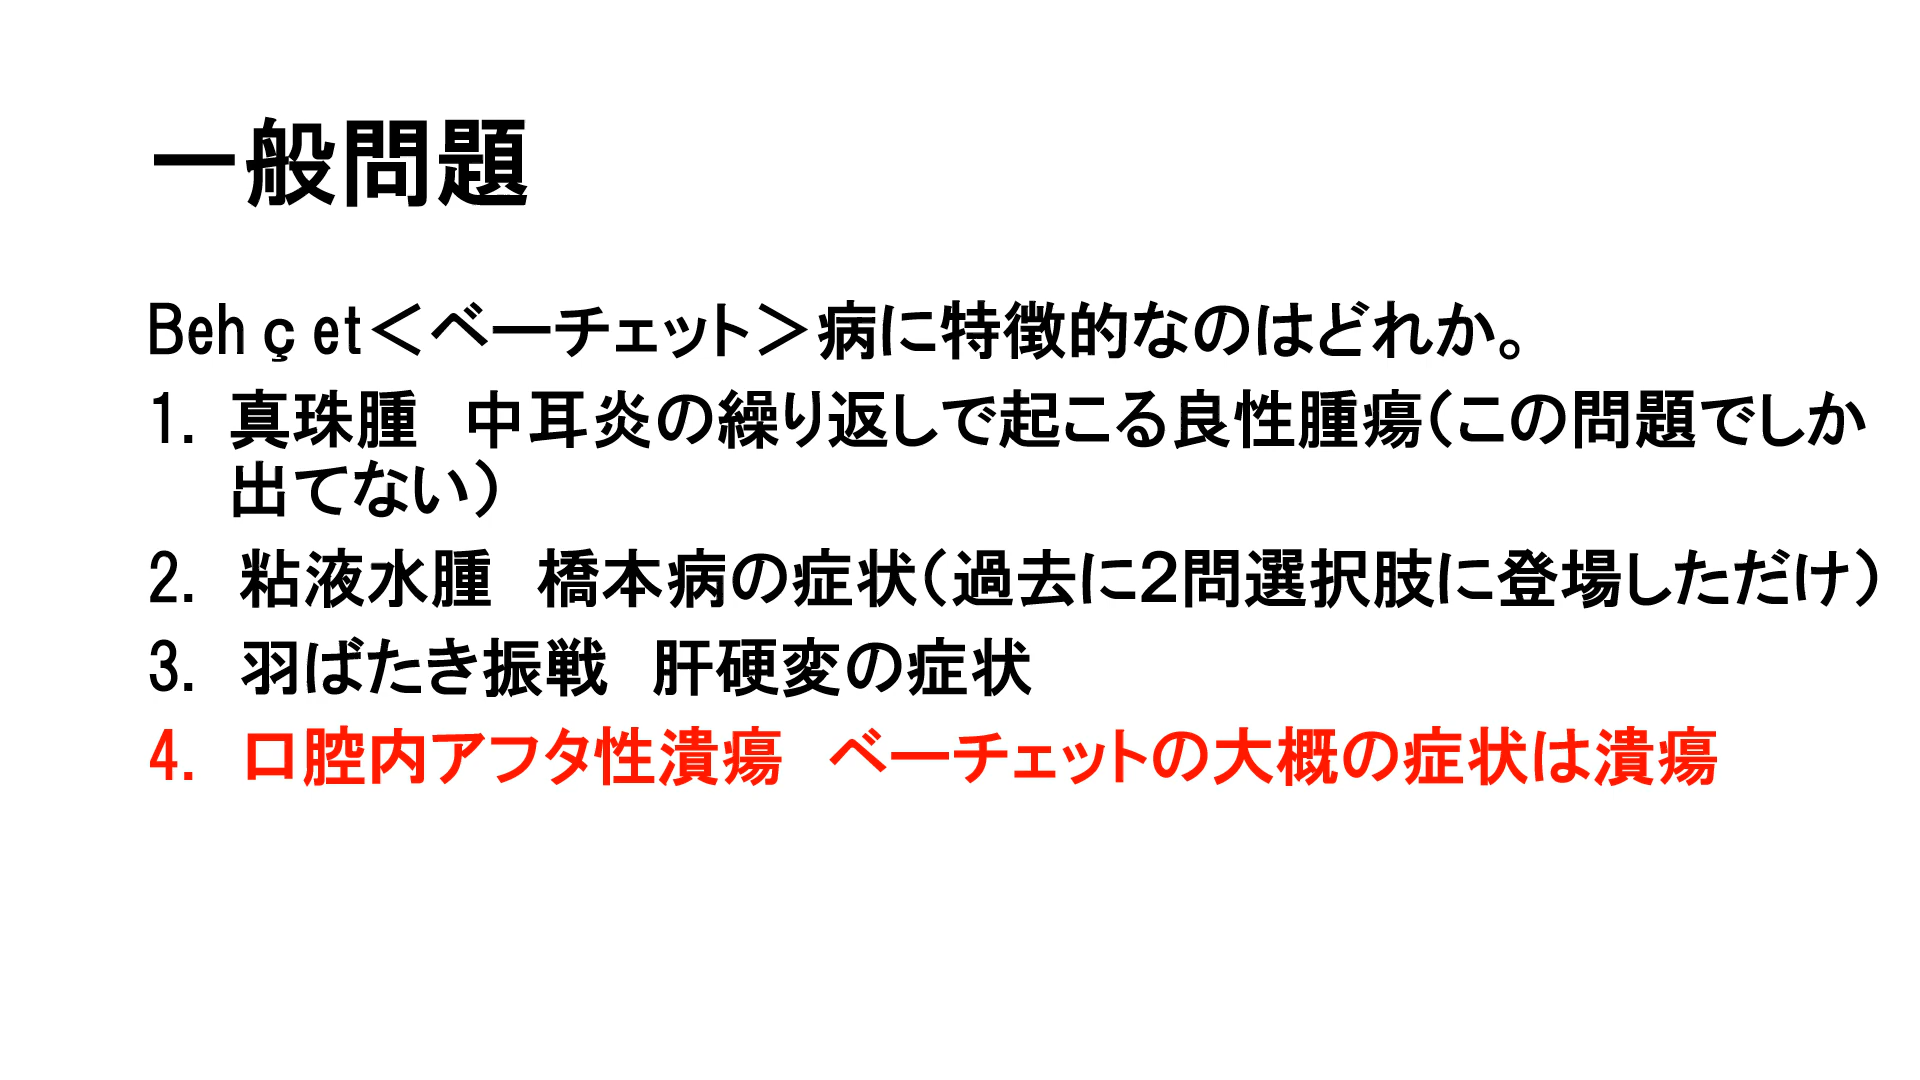 一般問題
Behçet＜ベーチェット＞病に特徴的なのはどれか。
1. 真珠腫　中耳炎の繰り返しで起こる良性腫瘍（この問題でしか
出てない）
2. 粘液水腫　橋本病の症状（過去に２問選択肢に登場しただけ）
3. 羽ばたき振戦　肝硬変の症状
4. 口腔内アフタ性潰瘍　ベーチェットの大概の症状は潰瘍